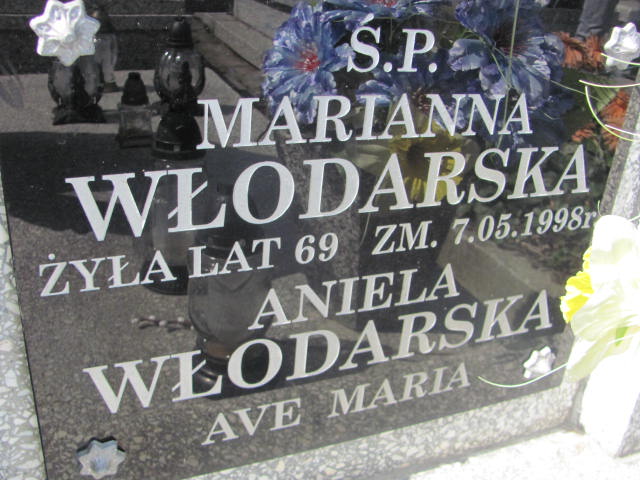 Ś.P.
MARIANNA
WŁODARSKA
ŻYŁA LAT 69 ZM. 7.05.1998r
ANIELA
WŁODARSKA
AVE MARIA